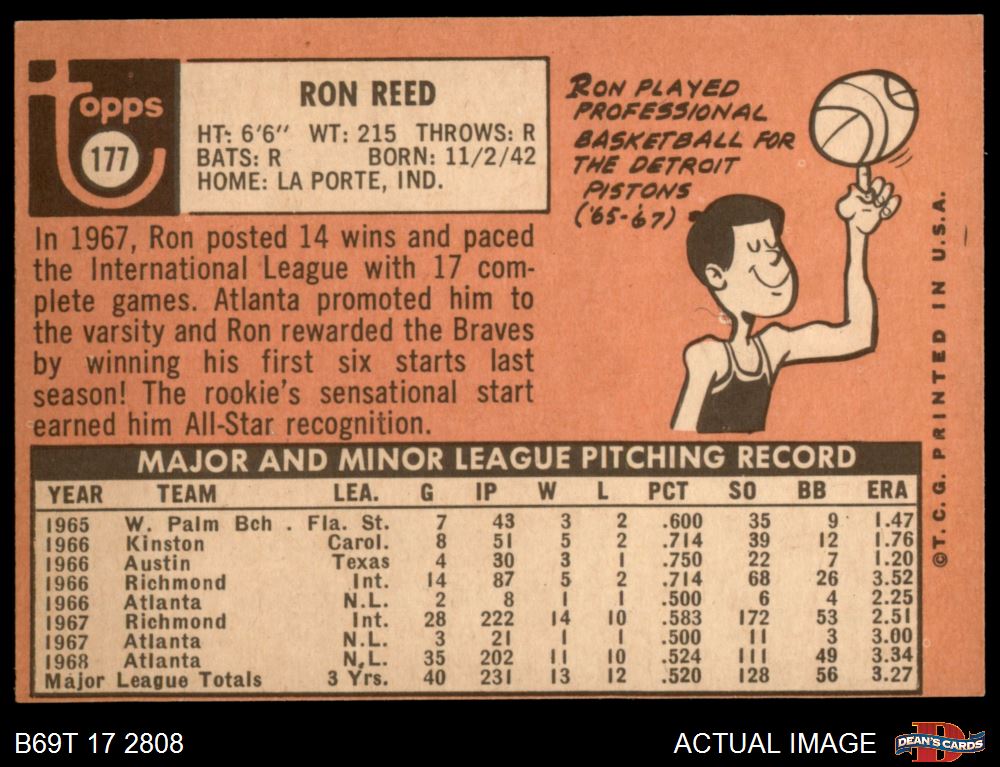 Topps
177
RON REED
HT: 6'6" WT: 215 THROWS: R
BATS: R BORN: 11/2/42
HOME: LA PORTE, IND.
RON PLAYED
PROFESSIONAL
BASKETBALL FOR
THE DETROIT
PISTONS
('65-'67)
In 1967, Ron posted 14 wins and paced
the International League with 17 com-
plete games. Atlanta promoted him to
the varsity and Ron rewarded the Braves
by winning his first six starts last
season! The rookie's sensational start
earned him All-Star recognition.
MAJOR AND MINOR LEAGUE PITCHING RECORD
YEAR TEAM LEA. G IP W L PCT SO BB ERA
1965 W. Palm Bch . Fla. St. 7 43 3 2 .600 35 9 1.47
1966 Kinston Carol. 8 51 5 2 .714 39 12 1.76
1966 Austin Texas 4 30 3 1 .750 22 7 1.20
1966 Richmond Int. 14 87 5 2 .714 68 26 3.52
1966 Atlanta N.L. 2 8 1 1 .500 6 4 2.25
1967 Richmond Int. 28 222 14 10 .583 172 53 2.51
1967 Atlanta N.L. 3 21 1 1 .500 11 3 3.00
1968 Atlanta N.L. 35 202 11 10 .524 111 49 3.34
Major League Totals 3 Yrs. 40 231 13 12 .520 128 56 3.27
©T.C.G. PRINTED IN U.S.A.
B69T 17 2808
ACTUAL IMAGE
D
DEAN'S CARDS